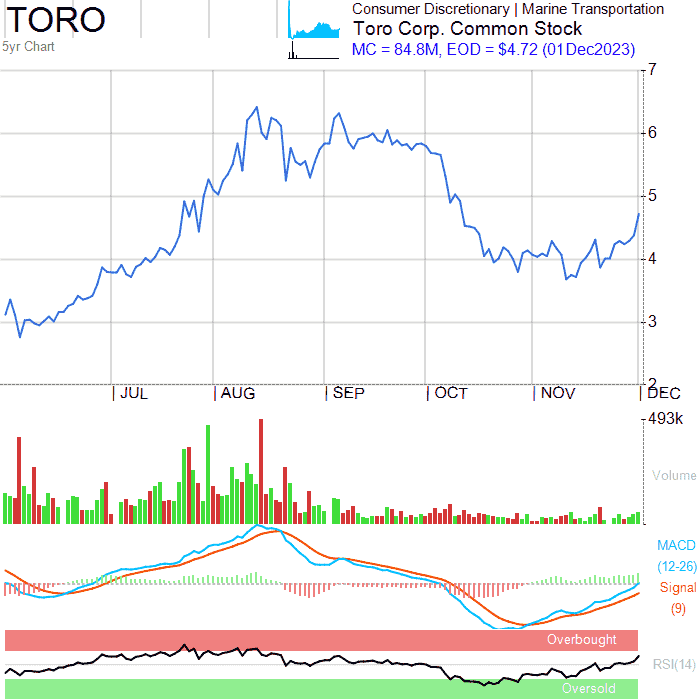 TORO
5yr Chart
Consumer Discretionary | Marine Transportation
Toro Corp. Common Stock
MC = 84.8M, EOD = $4.72 (01Dec2023)
7
6
5
4
3
2
JUL AUG SEP OCT NOV DEC
493k
Volume
MACD
(12-26)
Signal
(9)
Overbought
RSI(14)
Oversold